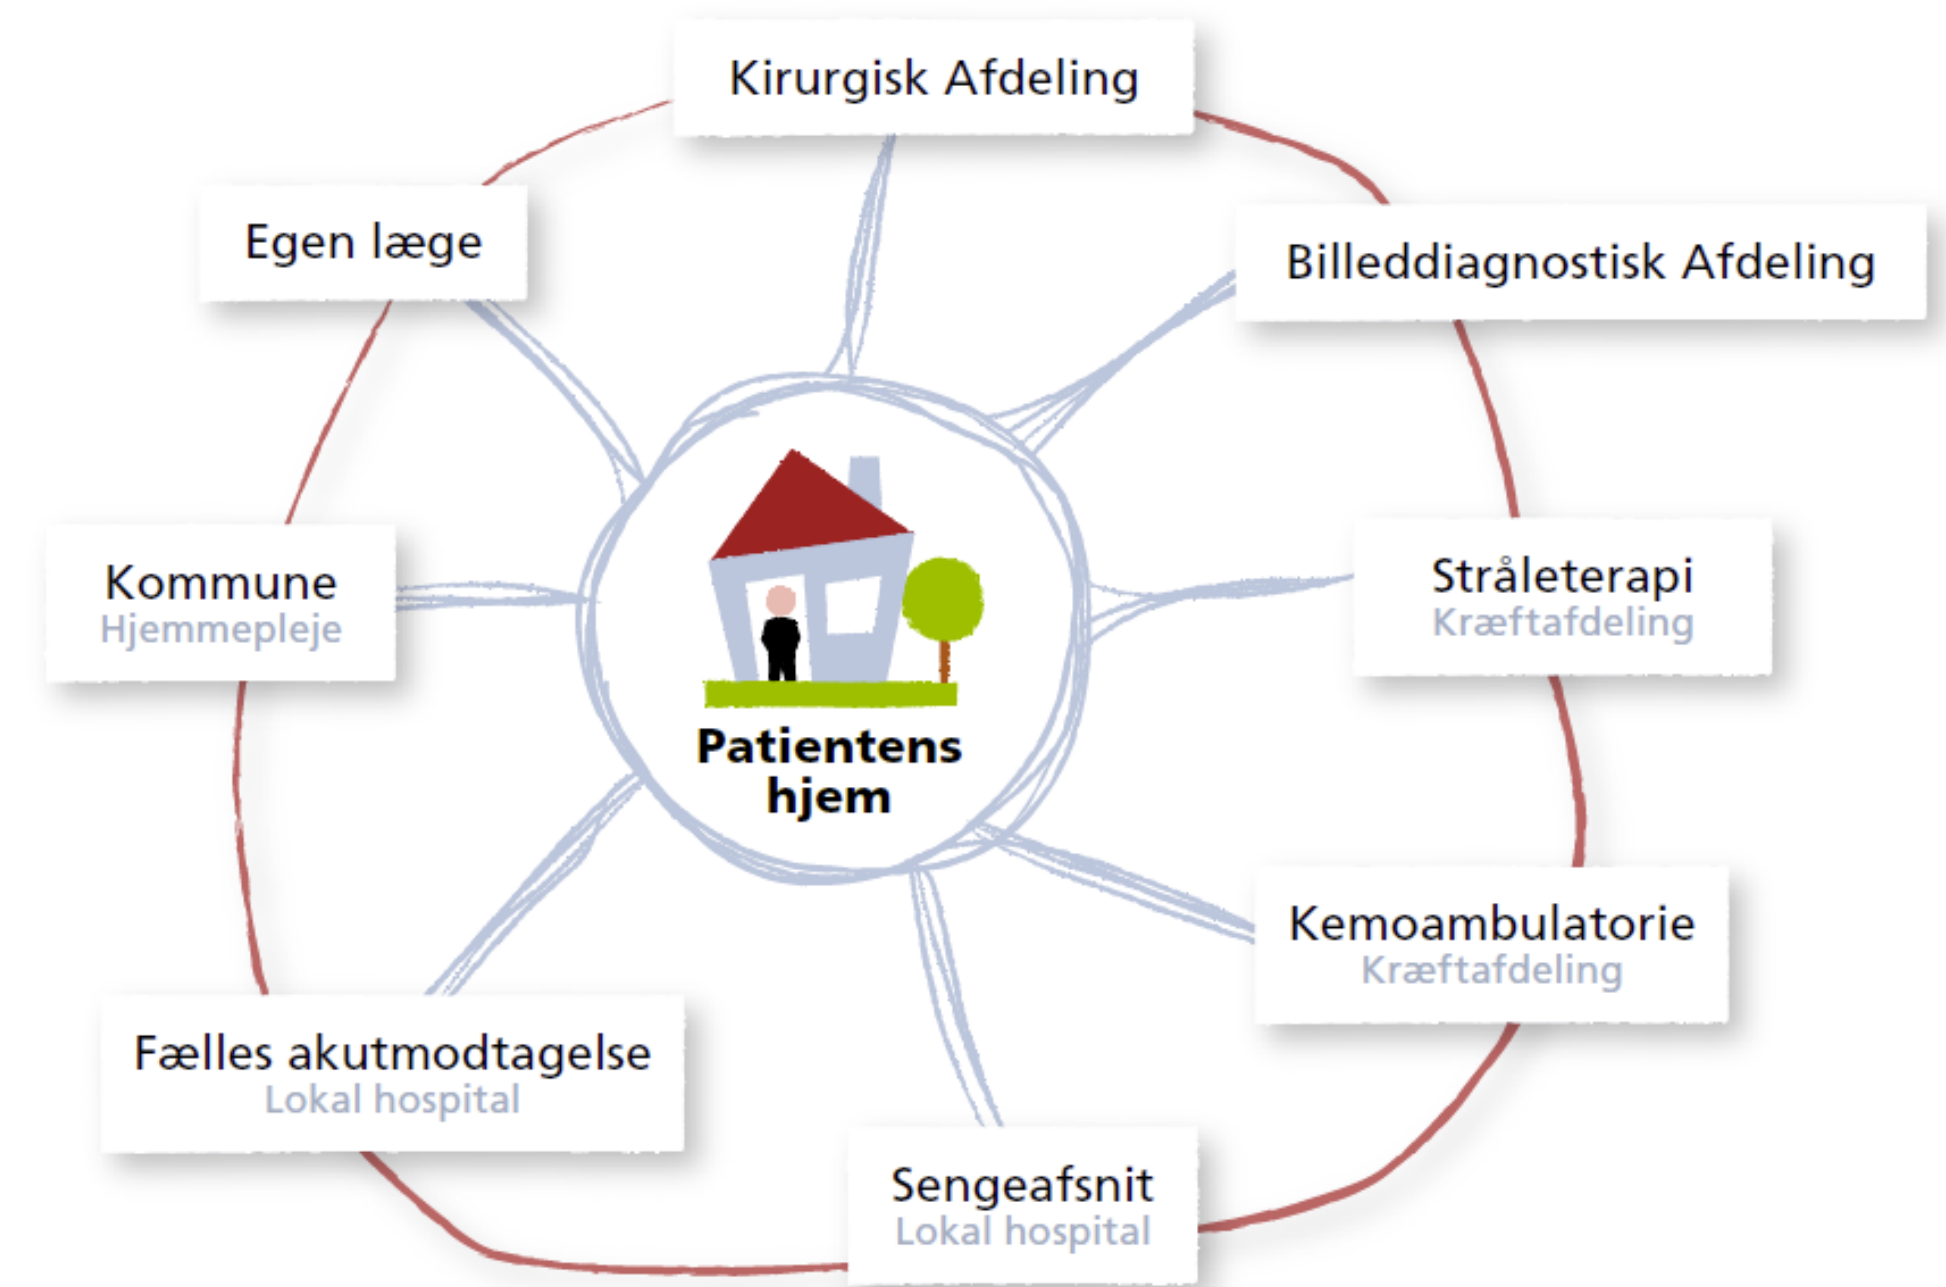 Kirurgisk Afdeling
Egen læge
Billeddiagnostisk Afdeling
Kommune
Hjemmepleje
Stråleterapi
Kræftafdeling
Patientens
hjem
Kemoambulatorie
Kræftafdeling
Fælles akutmodtagelse
Lokal hospital
Sengeafsnit
Lokal hospital